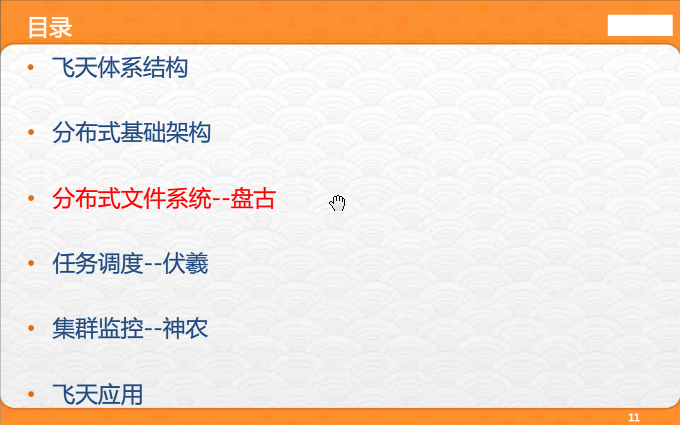 目录
• 飞天体系结构
• 分布式基础架构
• 分布式文件系统--盘古
• 任务调度--伏羲
• 集群监控--神农
• 飞天应用
11